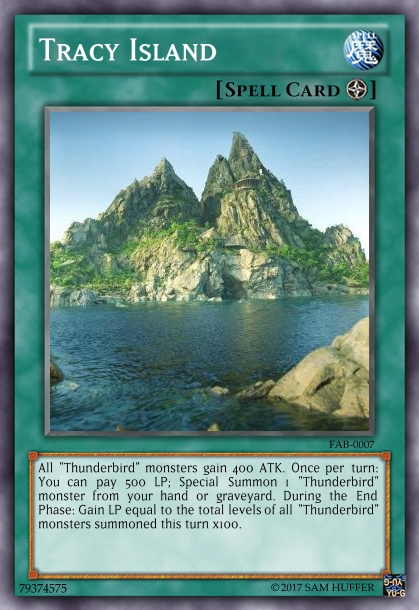 TRACY ISLAND
魔
[SPELL CARD ]
FAB-0007
All "Thunderbird" monsters gain 400 ATK. Once per turn:
You can pay 500 LP; Special Summon 1 "Thunderbird"
monster from your hand or graveyard. During the End
Phase: Gain LP equal to the total levels of all "Thunderbird"
monsters summoned this turn x100.
79374575
©2017 SAM HUFFER